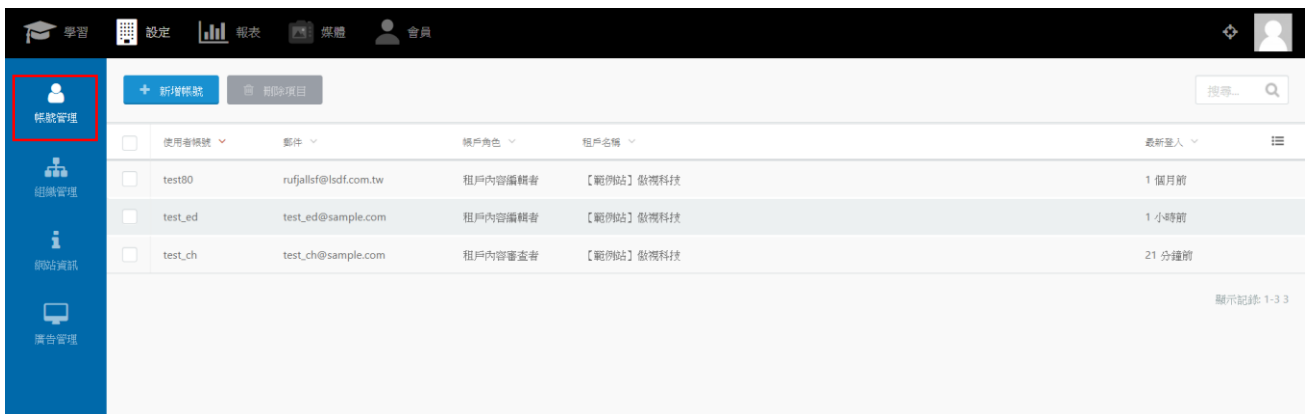 學習 設定 報表 媒體 會員
帳號管理
組織管理
網站資訊
廣告管理
新增帳號 刪除項目 搜尋...
使用者帳號 郵件 帳戶角色 租戶名稱 最新登入
test80 rufjallsf@lsdf.com.tw 租戶內容編輯者 【範例站】傲視科技 1 個月前
test_ed test_ed@sample.com 租戶內容編輯者 【範例站】傲視科技 1 小時前
test_ch test_ch@sample.com 租戶內容審查者 【範例站】傲視科技 21 分鐘前
顯示記錄: 1-3 3